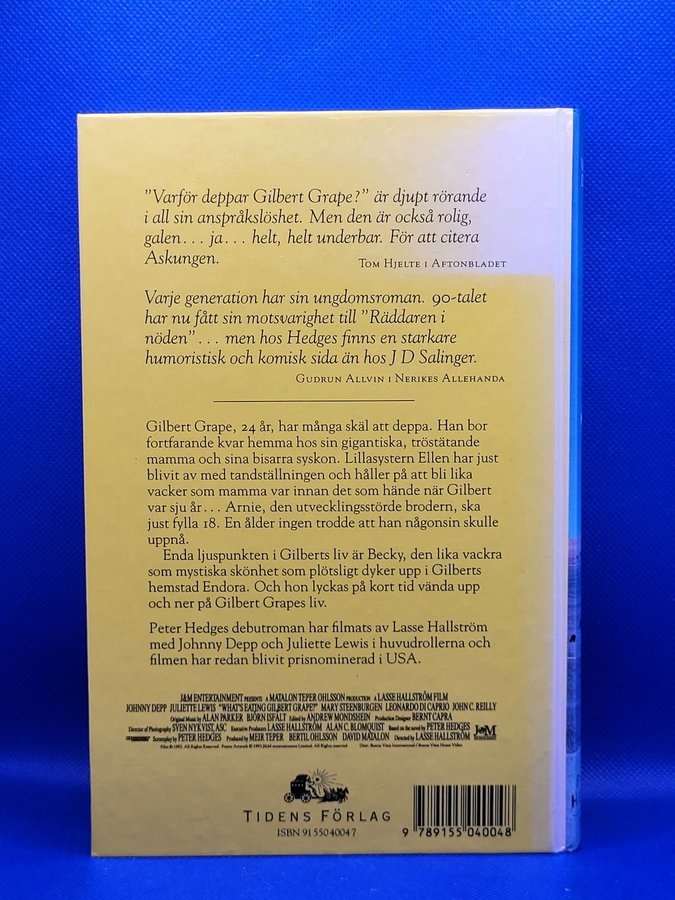 "Varför deppar Gilbert Grape?" är djupt rörande
i all sin anspråkslöshet. Men den är också rolig,
galen... ja... helt, helt underbar. För att citera
Askungen.
Tom Hjelte i Aftonbladet
Varje generation har sin ungdomsroman. 90-talet
har nu fått sin motsvarighet till "Räddaren i
nöden"... men hos Hedges finns en starkare
humoristisk och komisk sida än hos J D Salinger.
Gudrun Allvin i Nerikes Allehanda
Gilbert Grape, 24 år, har många skäl att deppa. Han bor
fortfarande kvar hemma hos sin gigantiska, tröstätande
mamma och sina bisarra syskon. Lillasystern Ellen har just
blivit av med tandställningen och håller på att bli lika
vacker som mamma var innan det som hände när Gilbert
var sju år... Arnie, den utvecklingsstörde brodern, ska
just fylla 18. En ålder ingen trodde att han någonsin skulle
uppnå.
Enda ljuspunkten i Gilberts liv är Becky, den lika vackra
som mystiska skönhet som plötsligt dyker upp i Gilberts
hemstad Endora. Och hon lyckas på kort tid vända upp
och ner på Gilbert Grapes liv.
Peter Hedges debutroman har filmats av Lasse Hallström
med Johnny Depp och Juliette Lewis i huvudrollerna och
filmen har redan blivit prisnominerad i USA.
J&M ENTERTAINMENT PRESENTS A MATALON TEPER OHLSSON PRODUCTION A LASSE HALLSTRÖM FILM
JOHNNY DEPP JULIETTE LEWIS "WHAT'S EATING GILBERT GRAPE?" MARY STEENBURGEN LEONARDO DI CAPRIO JOHN C. REILLY
Original Music by ALAN PARKER BJÖRN ISFÄLT Edited by ANDREW MONDSHEIN Production Designer BERNT CAPRA
Director of Photography SVEN NYKVIST, ASC Executive Producers LASSE HALLSTRÖM ALAN C. BLOMQUIST Based on the novel by PETER HEDGES J&M
Screenplay by PETER HEDGES Produced by MEIR TEPER BERTIL OHLSSON DAVID MATALON Directed by LASSE HALLSTRÖM
TIDENS FÖRLAG
ISBN 91 550 4004 7
9 789155 040048